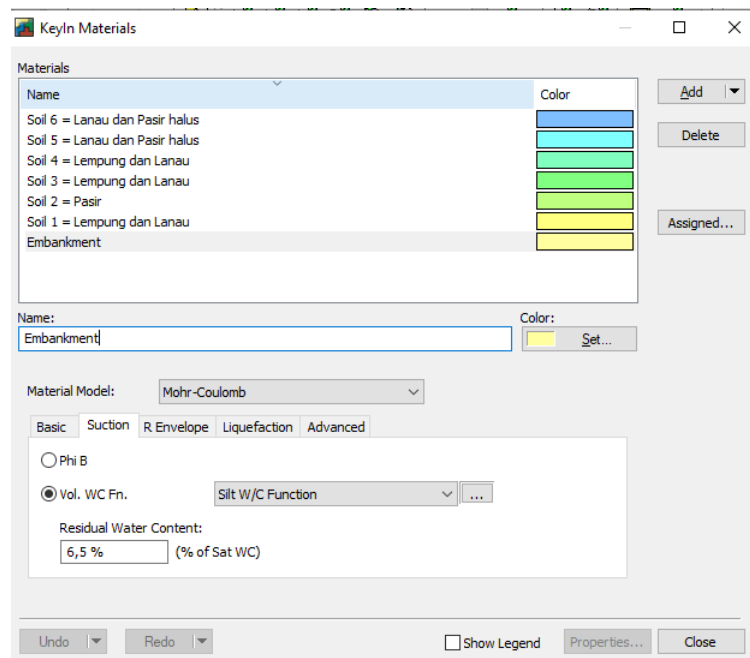 KeyIn Materials
Materials
Name Color
Add
Soil 6 = Lanau dan Pasir halus
Soil 5 = Lanau dan Pasir halus
Delete
Soil 4 = Lempung dan Lanau
Soil 3 = Lempung dan Lanau
Soil 2 = Pasir
Soil 1 = Lempung dan Lanau
Assigned...
Embankment
Name: Color:
Embankment Set...
Material Model: Mohr-Coulomb
Basic Suction R Envelope Liquefaction Advanced
Phi B
Vol. WC Fn. Silt W/C Function ...
Residual Water Content:
6,5 % (% of Sat WC)
Undo Redo Show Legend Properties... Close